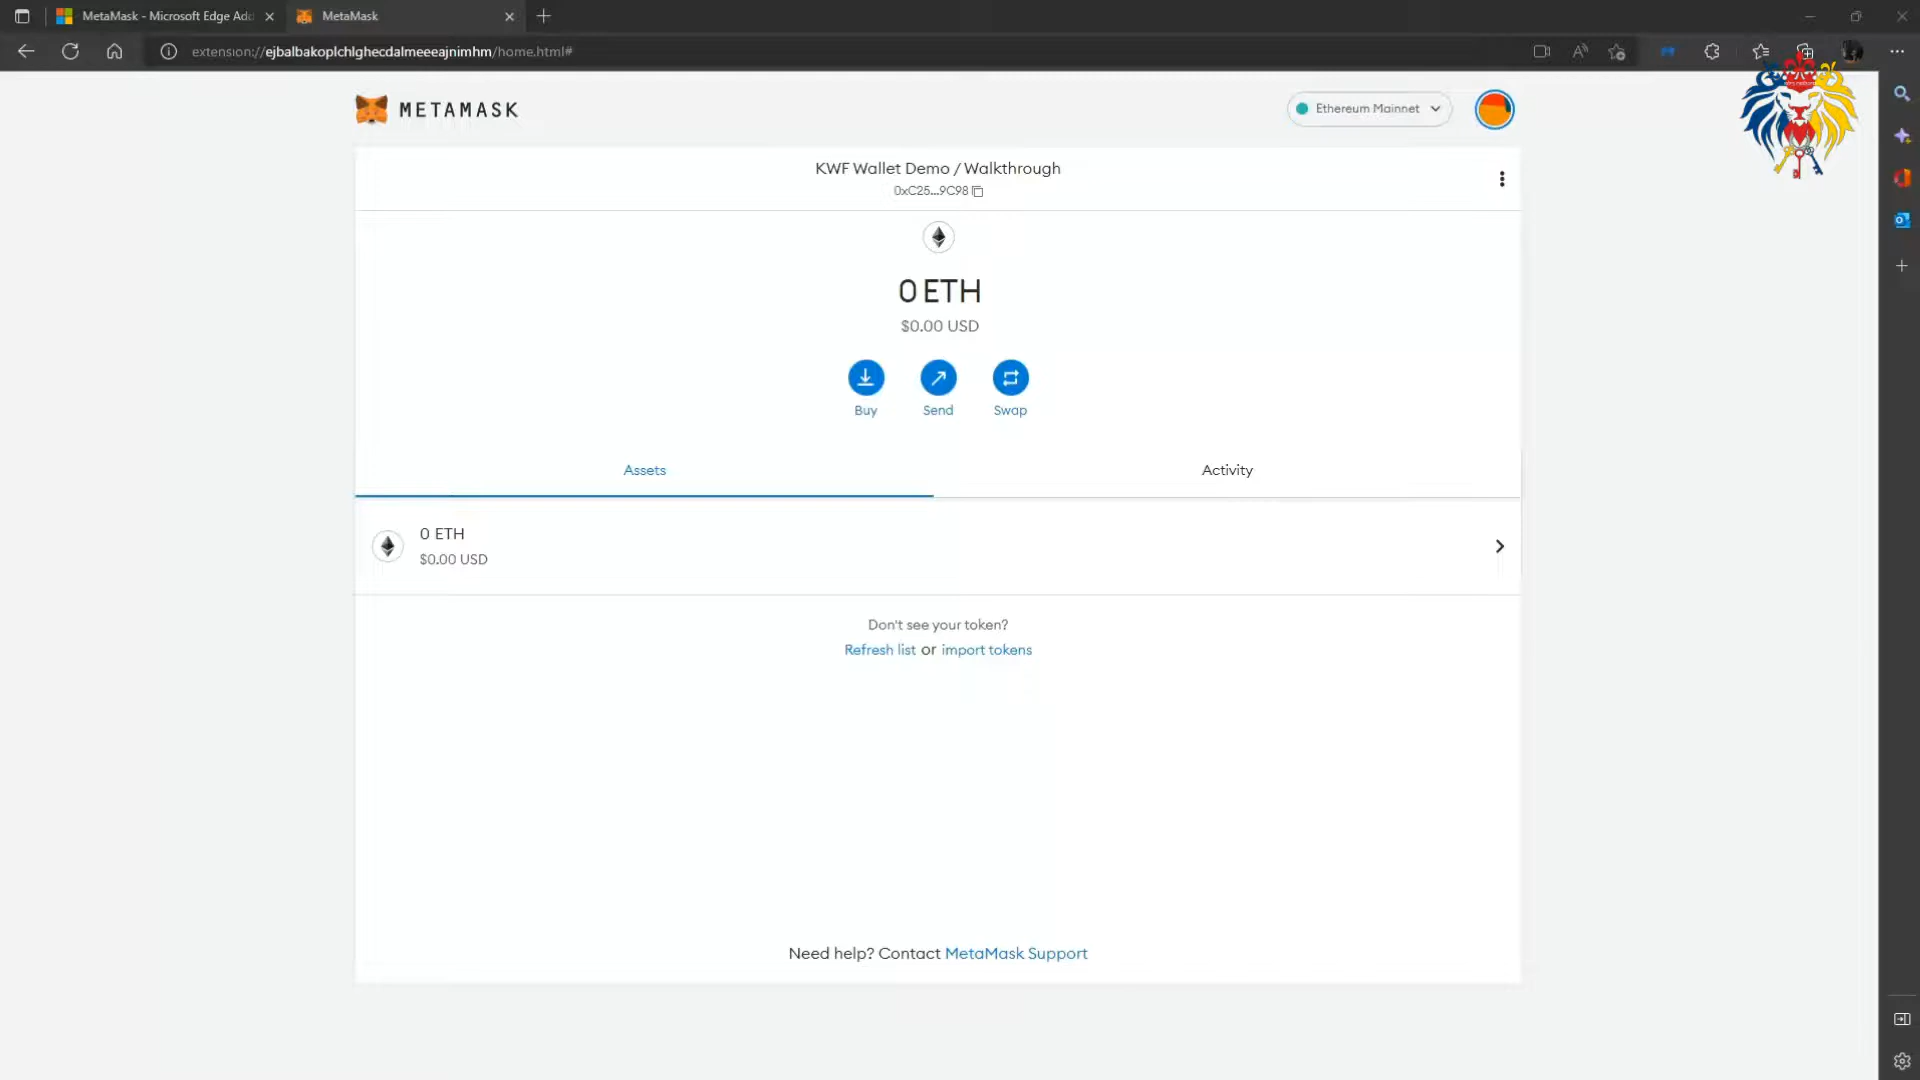 MetaMask - Microsoft Edge Ad
MetaMask
extension://ejbalbakoplchlghecdalmeeeajnimhm/home.html#
METAMASK
Ethereum Mainnet
KWF Wallet Demo / Walkthrough
0xC25...9C98
0 ETH
$0.00 USD
Buy
Send
Swap
Assets
Activity
0 ETH
$0.00 USD
Don't see your token?
Refresh list or import tokens
Need help? Contact MetaMask Support